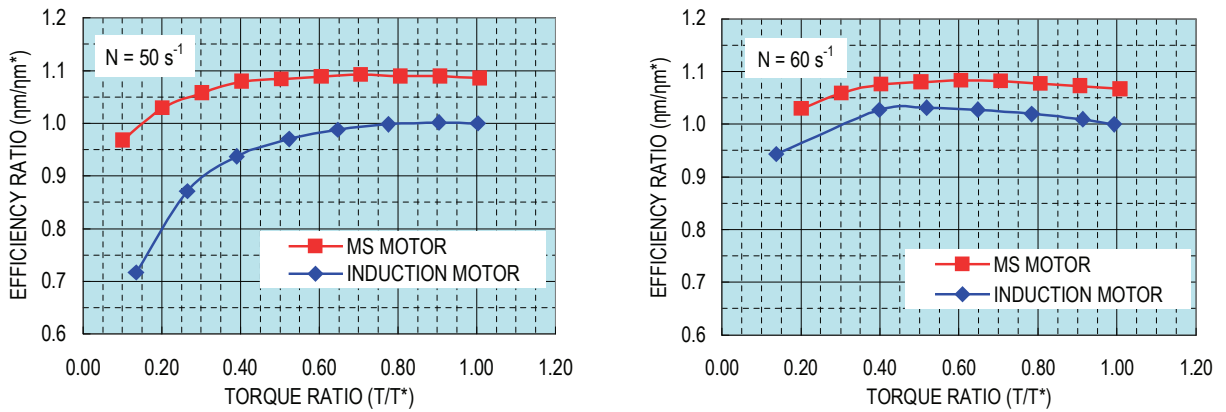 1.2
1.1
1.0
0.9
0.8
0.7
0.6
EFFICIENCY RATIO (ηm/ηm*)
N = 50 s⁻¹
MS MOTOR
INDUCTION MOTOR
0.00 0.20 0.40 0.60 0.80 1.00 1.20
TORQUE RATIO (T/T*)
1.2
1.1
1.0
0.9
0.8
0.7
0.6
EFFICIENCY RATIO (ηm/ηm*)
N = 60 s⁻¹
MS MOTOR
INDUCTION MOTOR
0.00 0.20 0.40 0.60 0.80 1.00 1.20
TORQUE RATIO (T/T*)